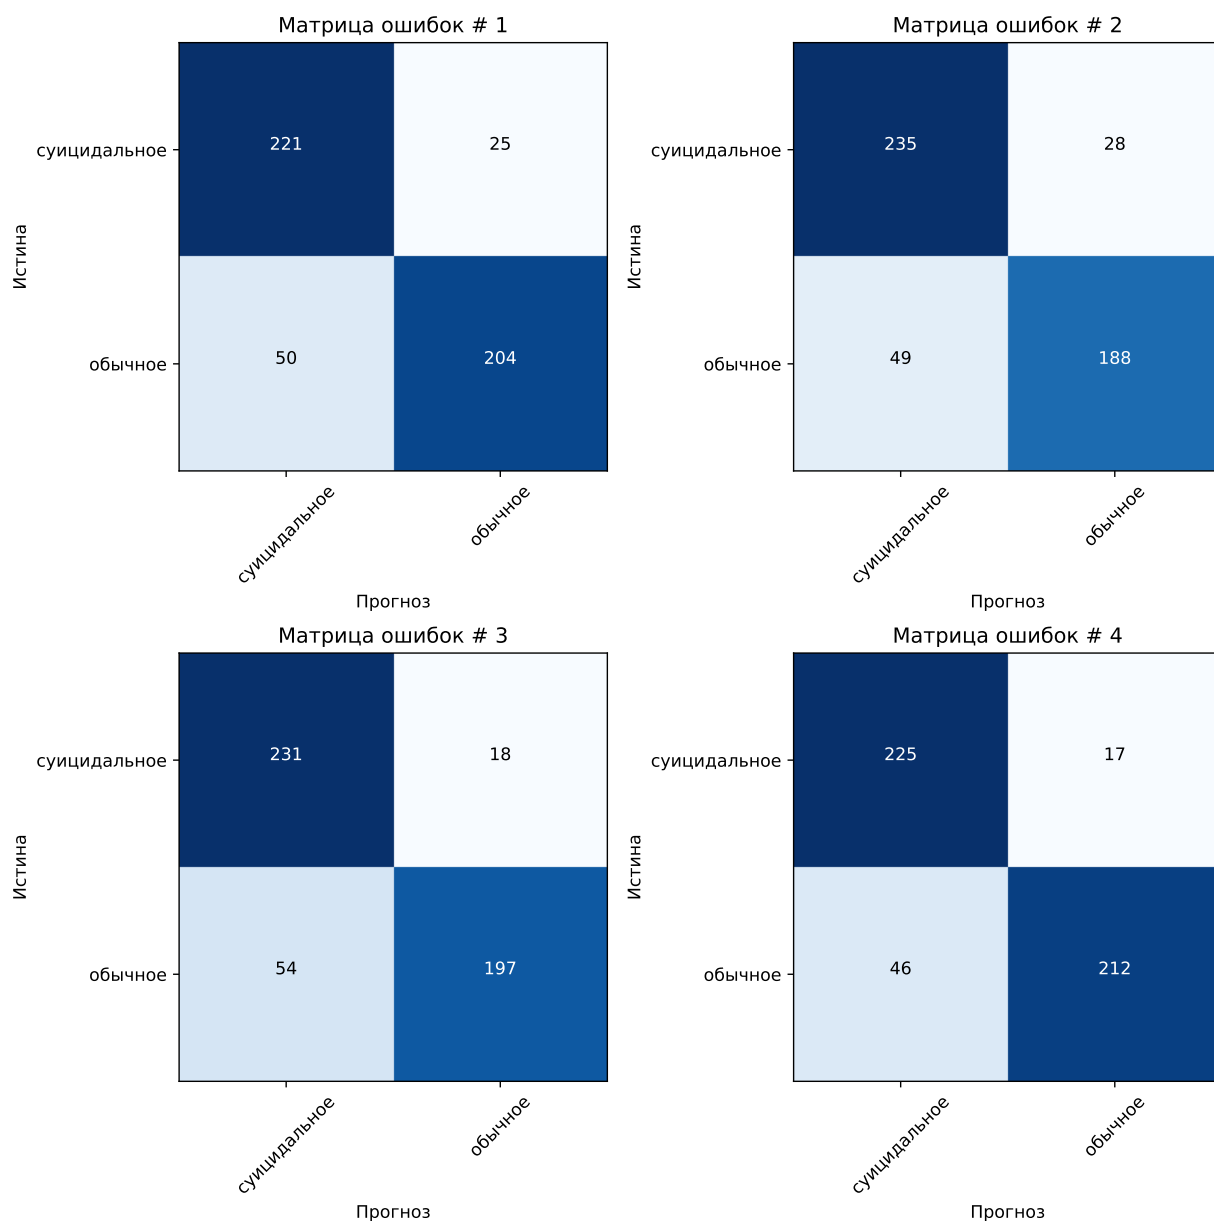 Матрица ошибок # 1
суицидальное
221
25
Истина
обычное
50
204
суицидальное
обычное
Прогноз
Матрица ошибок # 2
суицидальное
235
28
Истина
обычное
49
188
суицидальное
обычное
Прогноз
Матрица ошибок # 3
суицидальное
231
18
Истина
обычное
54
197
суицидальное
обычное
Прогноз
Матрица ошибок # 4
суицидальное
225
17
Истина
обычное
46
212
суицидальное
обычное
Прогноз